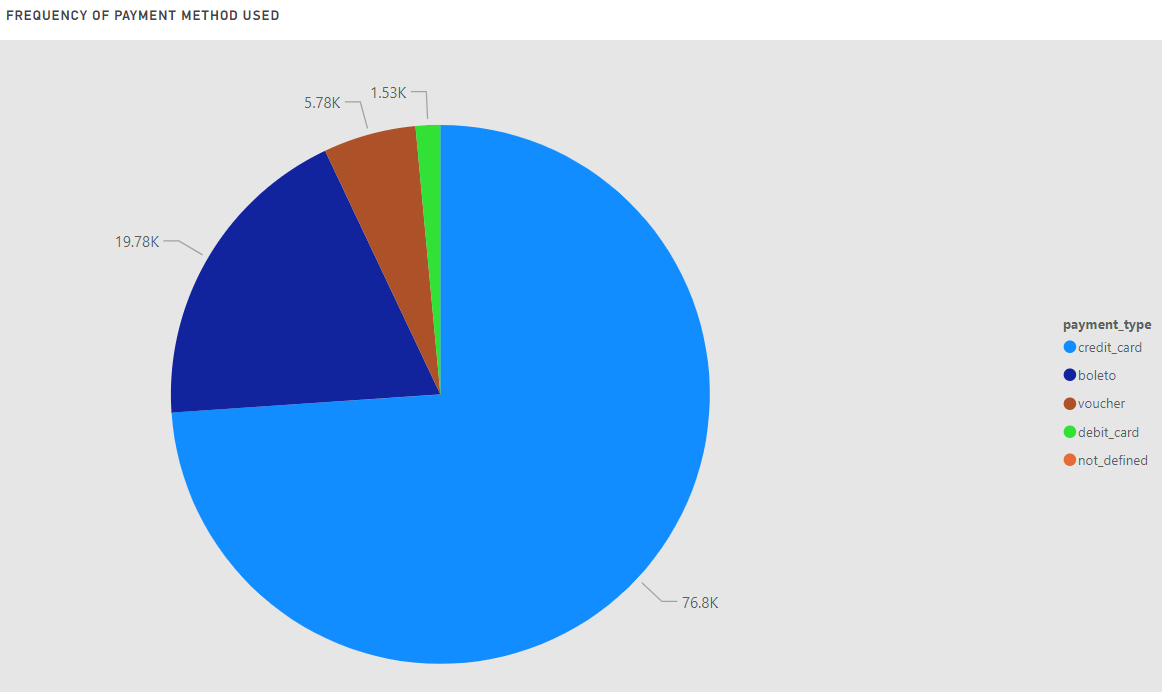 FREQUENCY OF PAYMENT METHOD USED
1.53K
5.78K
19.78K
76.8K
payment_type
credit_card
boleto
voucher
debit_card
not_defined